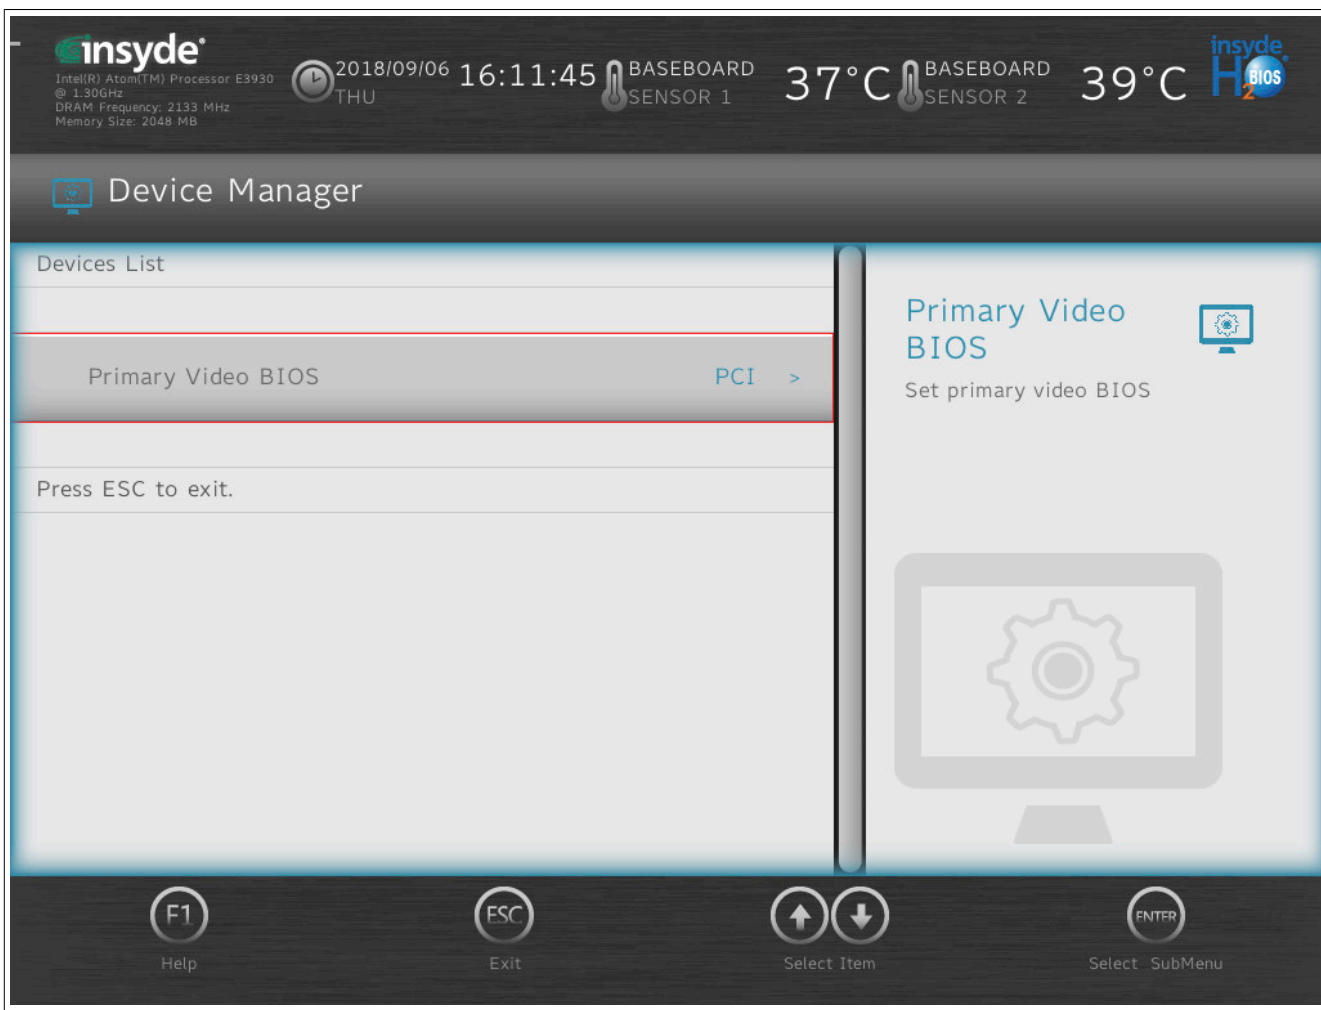 insyde®
Intel(R) Atom(TM) Processor E3930
@ 1.30GHz
DRAM Frequency: 2133 MHz
Memory Size: 2048 MB
2018/09/06
THU
16:11:45
BASEBOARD
SENSOR 1
37°C
BASEBOARD
SENSOR 2
39°C
insyde®
H2BIOS
Device Manager
Devices List
Primary Video BIOS PCI >
Press ESC to exit.
Primary Video
BIOS
Set primary video BIOS
F1
Help
ESC
Exit
Select Item
ENTER
Select SubMenu